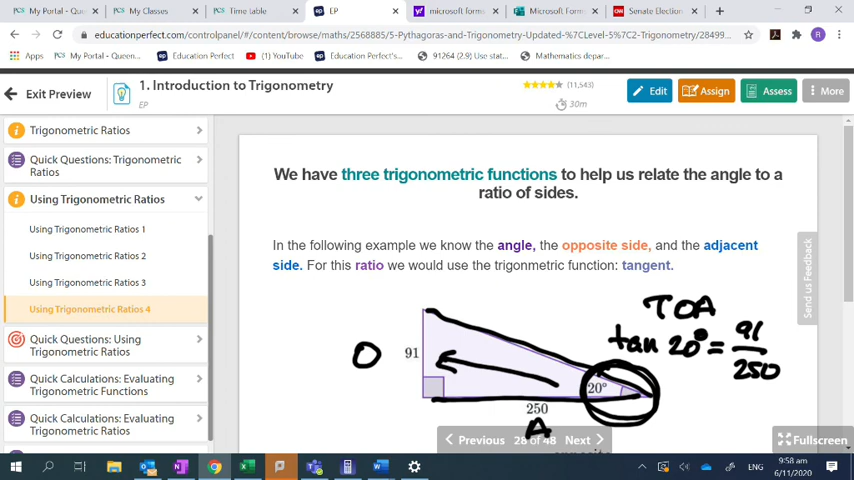 My Portal - Queen
My Classes
Time table
EP
microsoft forms
Microsoft Form
Senate Election
educationperfect.com/controlpanel/#/content/browse/maths/2568885/5-Pythagoras-and-Trigonometry-Updated-%7CLevel-5%7C2-Trigonometry/28499...
R
Apps
My Portal - Queen...
Education Perfect
(1) YouTube
Education Perfect's...
91264 (2.9) Use stat...
Mathematics depar...
Exit Preview
1. Introduction to Trigonometry
EP
(11,543)
30m
Edit
Assign
Assess
More
Trigonometric Ratios
Quick Questions: Trigonometric
Ratios
Using Trigonometric Ratios
Using Trigonometric Ratios 1
Using Trigonometric Ratios 2
Using Trigonometric Ratios 3
Using Trigonometric Ratios 4
Quick Questions: Using
Trigonometric Ratios
Quick Calculations: Evaluating
Trigonometric Functions
Quick Calculations: Evaluating
Trigonometric Ratios
We have three trigonometric functions to help us relate the angle to a
ratio of sides.
In the following example we know the angle, the opposite side, and the adjacent
side. For this ratio we would use the trigonmetric function: tangent.
TOA
tan 20° = 91/250
O
91
20°
250
A
Previous
28 of 48
Next
Fullscreen
Send us Feedback
ENG
9:58 am
6/11/2020